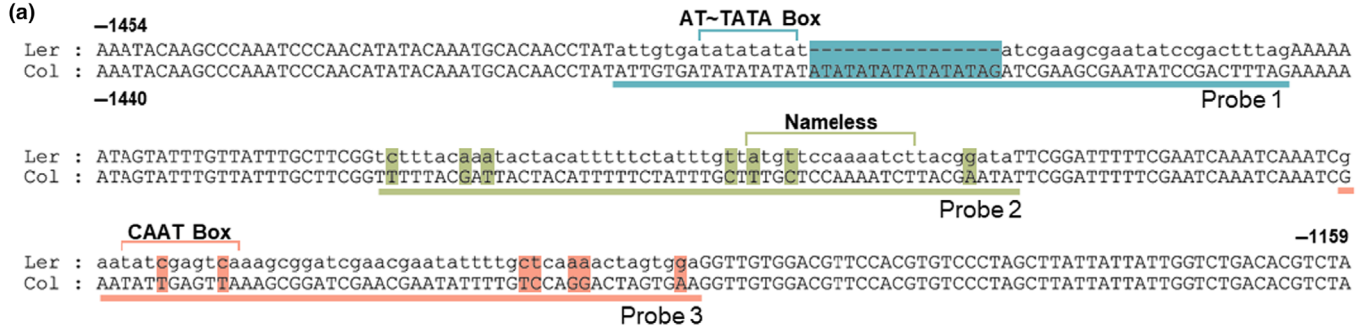 (a)
−1454 AT~TATA Box
Ler : AAATACAAGCCCAAATCCCAACATATACAAATGCACAACCTATattgtgatatatatat----------------atcgaagcgaatatccgactttagAAAAA
Col : AAATACAAGCCCAAATCCCAACATATACAAATGCACAACCTATATTGTGATATATATATATATATATATATATAGATCGAAGCGAATATCCGACTTTAGAAAAA
−1440 Probe 1
Nameless
Ler : ATAGTATTTGTTATTTGCTTCGGtctttacaaatactacatttttctatttgttatgttccaaaatcttacggataTTCGGATTTTTCGAATCAAATCAAATCg
Col : ATAGTATTTGTTATTTGCTTCGGTTTTTACGATTACTACATTTTTCTATTTGCTTTGCTCCAAAATCTTACGAATATTCGGATTTTTCGAATCAAATCAAATCG
Probe 2
CAAT Box −1159
Ler : aatatcgagtcaaagcggatcgaacgaatattttgctcaaaactagtggaGGTTGTGGACGTTCCACGTGTCCCTAGCTTATTATTATTGGTCTGACACGTCTA
Col : AATATTGAGTTAAAGCGGATCGAACGAATATTTTGTCCAGGACTAGTGAAGGTTGTGGACGTTCCACGTGTCCCTAGCTTATTATTATTGGTCTGACACGTCTA
Probe 3